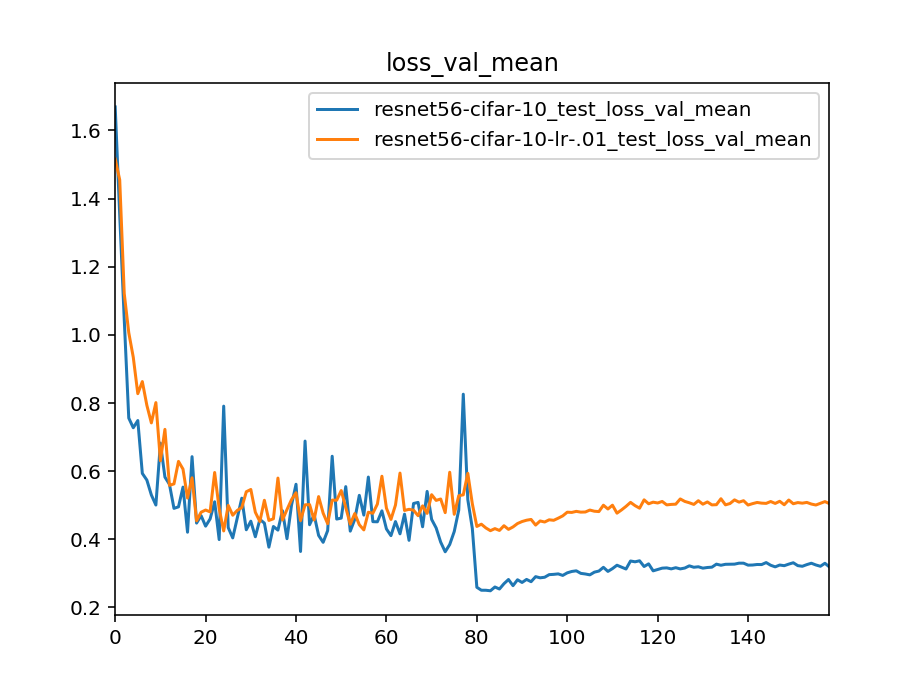 loss_val_mean
resnet56-cifar-10_test_loss_val_mean
resnet56-cifar-10-lr-.01_test_loss_val_mean
1.6
1.4
1.2
1.0
0.8
0.6
0.4
0.2
0 20 40 60 80 100 120 140